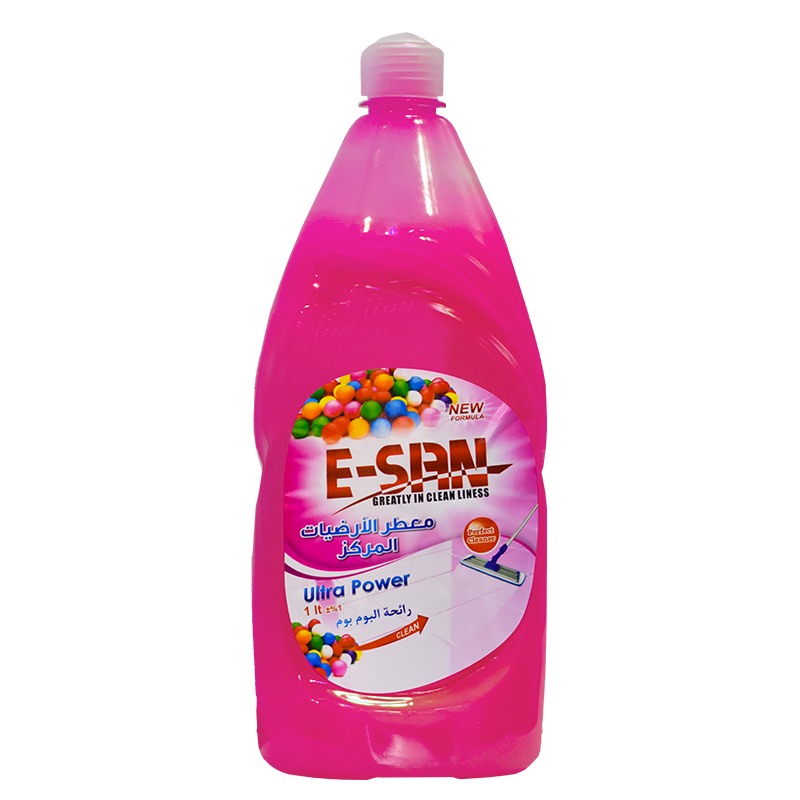 NEW
FORMULA
E-SAN
GREATLY IN CLEAN LINESS
معطر الأرضيات
المركز
Perfect
Cleaner
Ultra Power
1 lt ±%1
رائحة البوم بوم
CLEAN